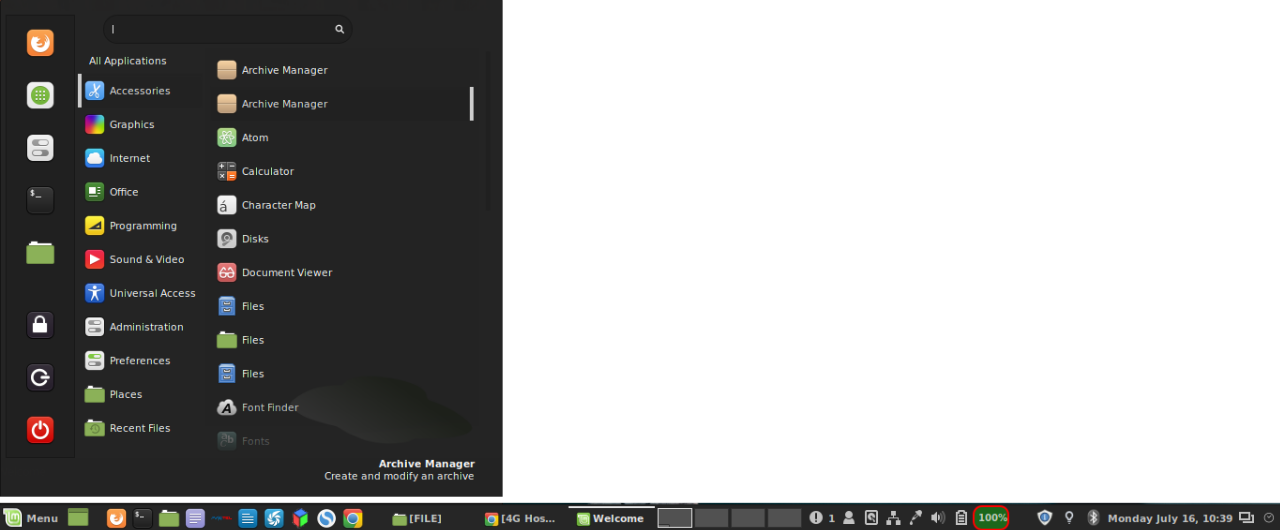 All Applications
Accessories
Graphics
Internet
Office
Programming
Sound & Video
Universal Access
Administration
Preferences
Places
Recent Files
Archive Manager
Archive Manager
Atom
Calculator
Character Map
Disks
Document Viewer
Files
Files
Files
Font Finder
Fonts
Archive Manager
Create and modify an archive
Menu
[FILE]
[4G Hos...
Welcome
1
100%
Monday July 16, 10:39